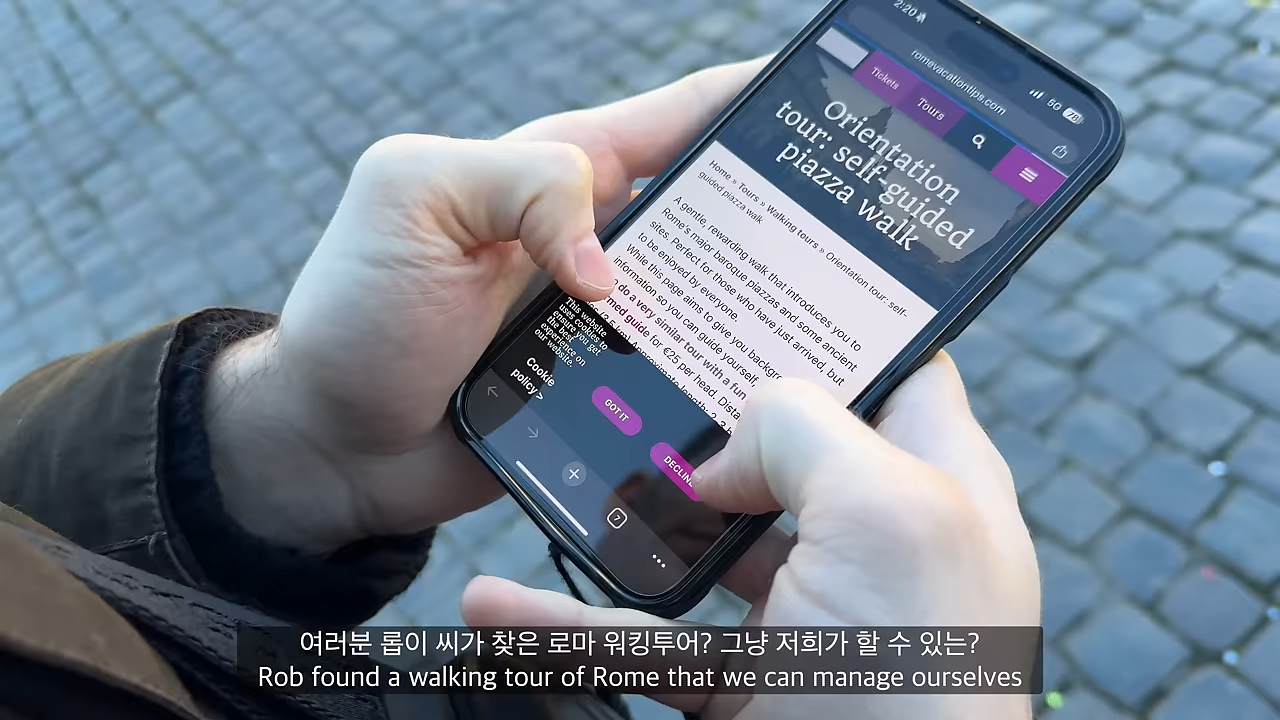 2:20
5G 78
romevacationtips.com
Tickets
Tours
Orientation
tour: self-guided
piazza walk
Home » Tours » Walking tours » Orientation tour: self-
guided piazza walk
A gentle, rewarding walk that introduces you to
Rome's major baroque piazzas and some ancient
sites. Perfect for those who have just arrived, but
to be enjoyed by everyone.
While this page aims to give you
information so you can guide yourself,
do a very similar tour with a fun
guide for €25 per head.
This website
uses cookies to
ensure you get
the best
experience on
our website.
Cookie
policy >
GOT IT
DECLINE
7
여러분 롭이 씨가 찾은 로마 워킹투어? 그냥 저희가 할 수 있는?
Rob found a walking tour of Rome that we can manage ourselves